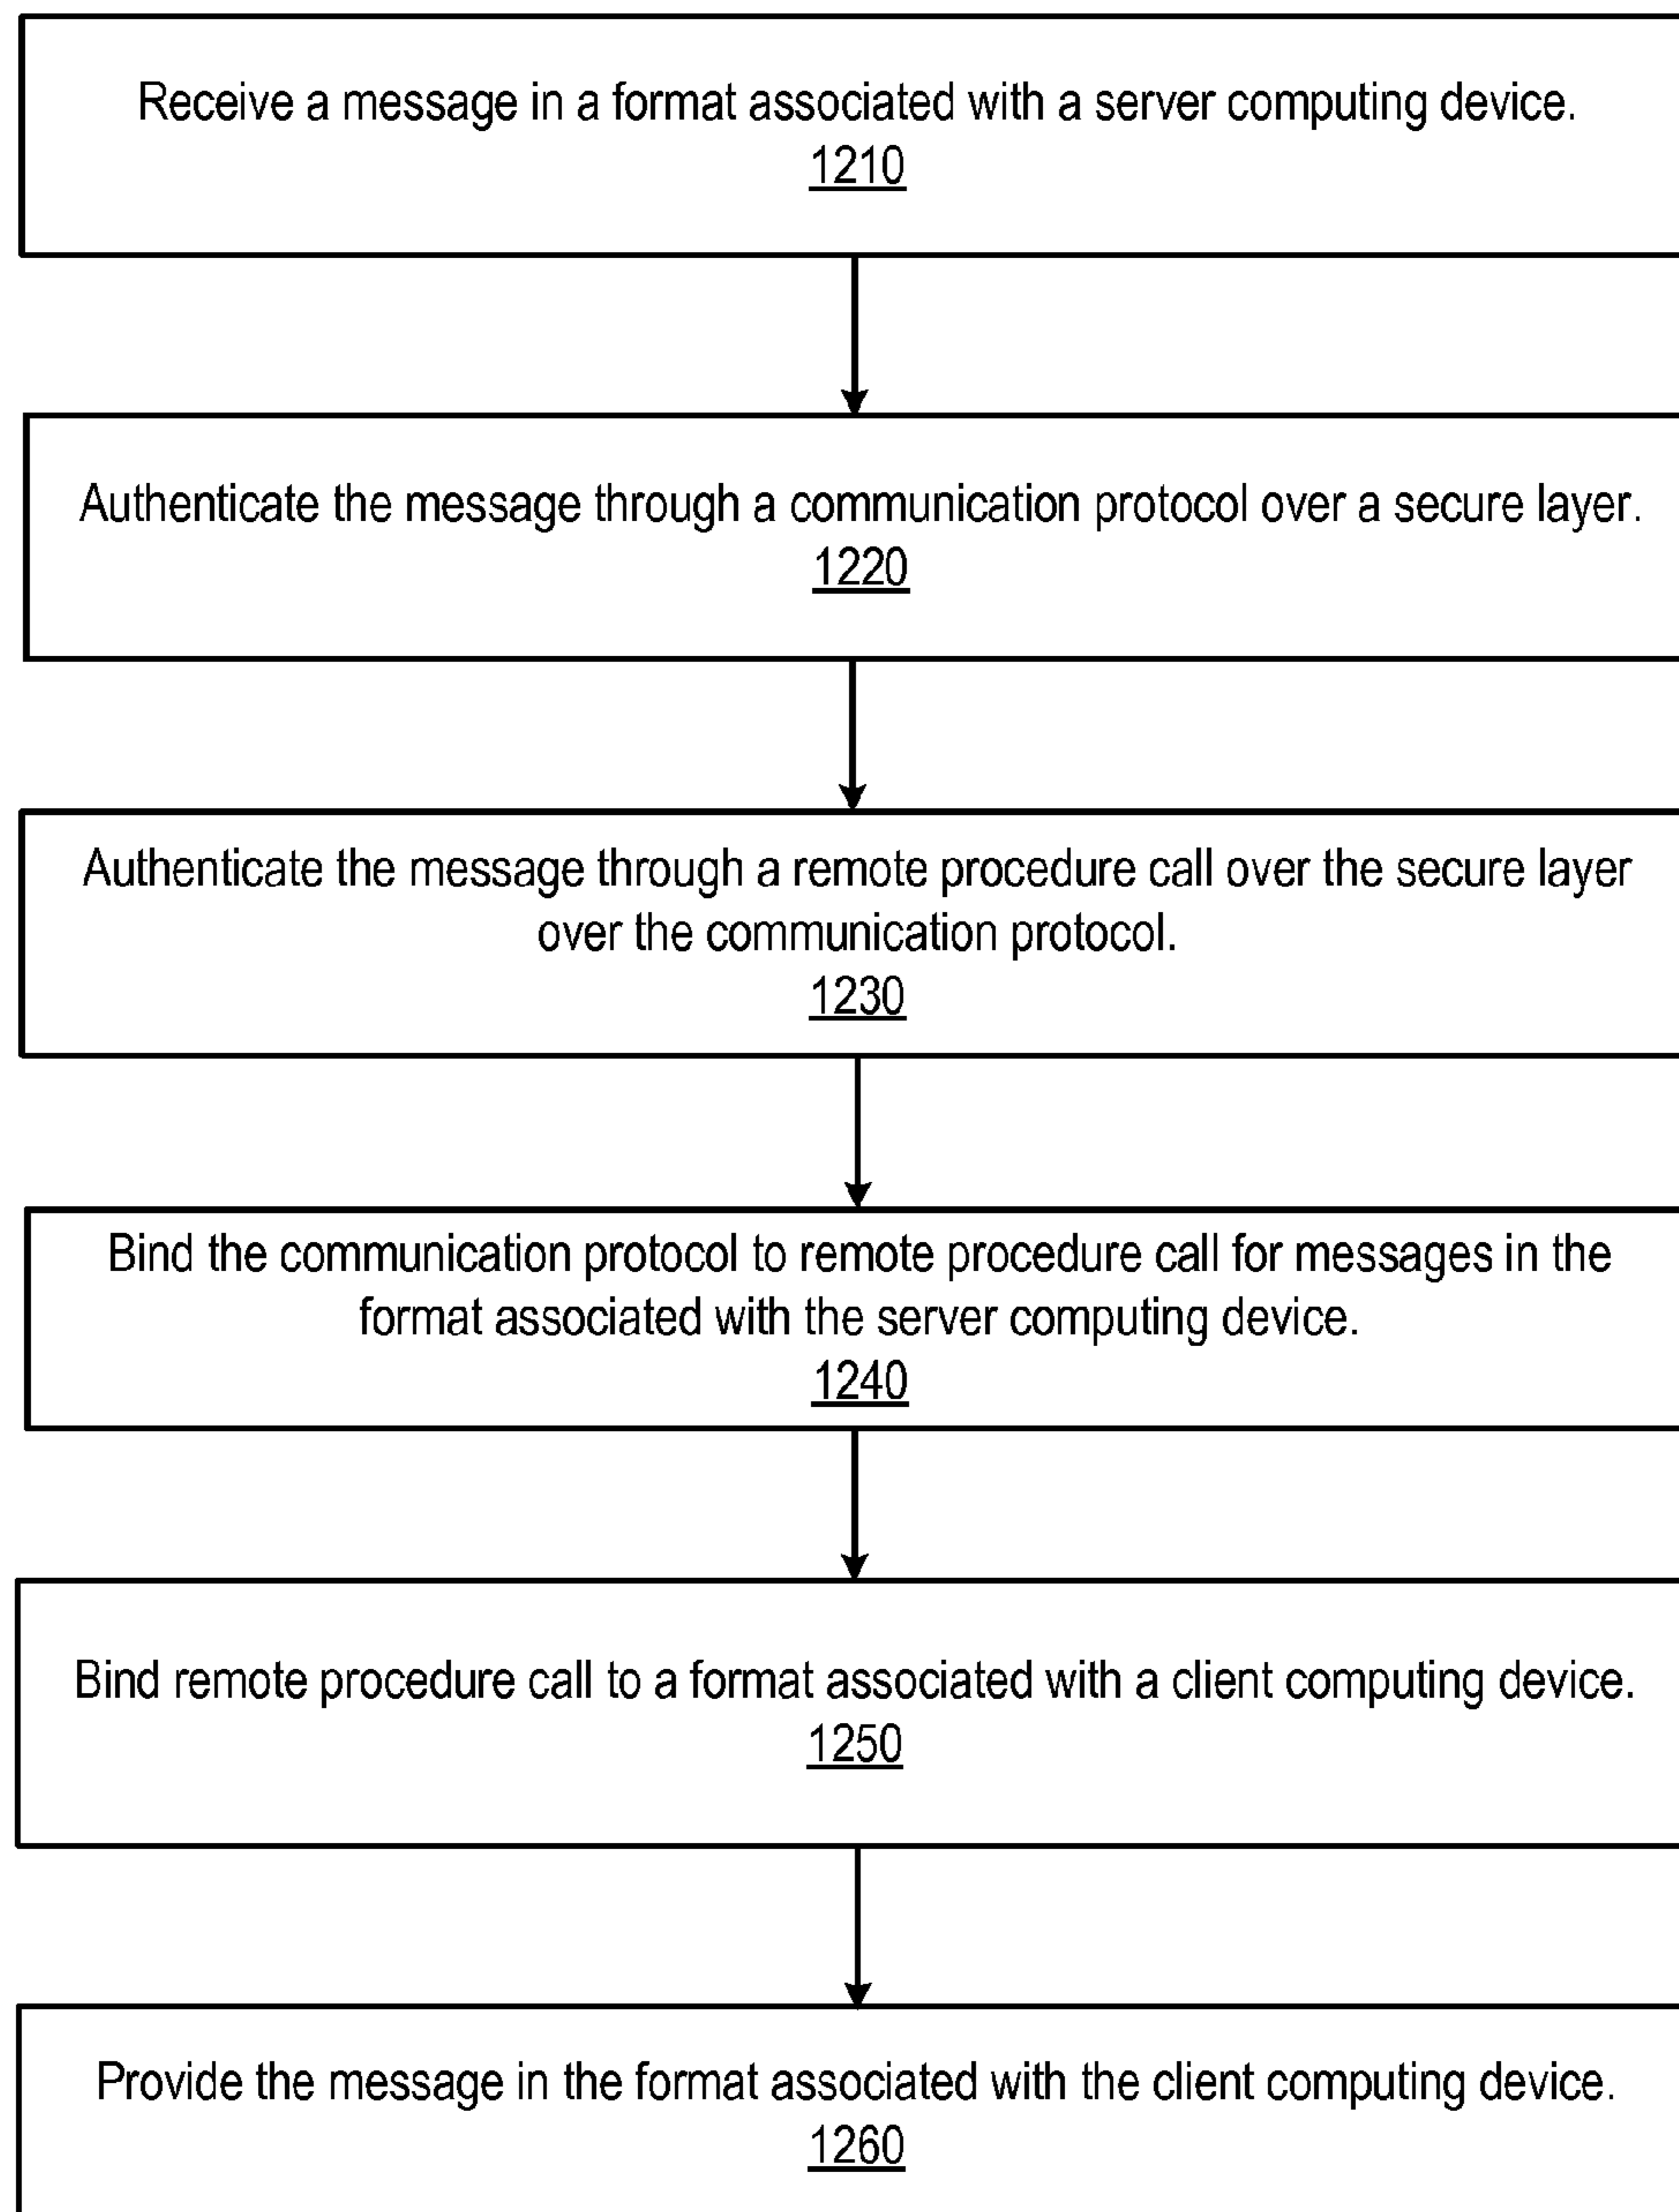 Receive a message in a format associated with a server computing device.
1210
Authenticate the message through a communication protocol over a secure layer.
1220
Authenticate the message through a remote procedure call over the secure layer
over the communication protocol.
1230
Bind the communication protocol to remote procedure call for messages in the
format associated with the server computing device.
1240
Bind remote procedure call to a format associated with a client computing device.
1250
Provide the message in the format associated with the client computing device.
1260